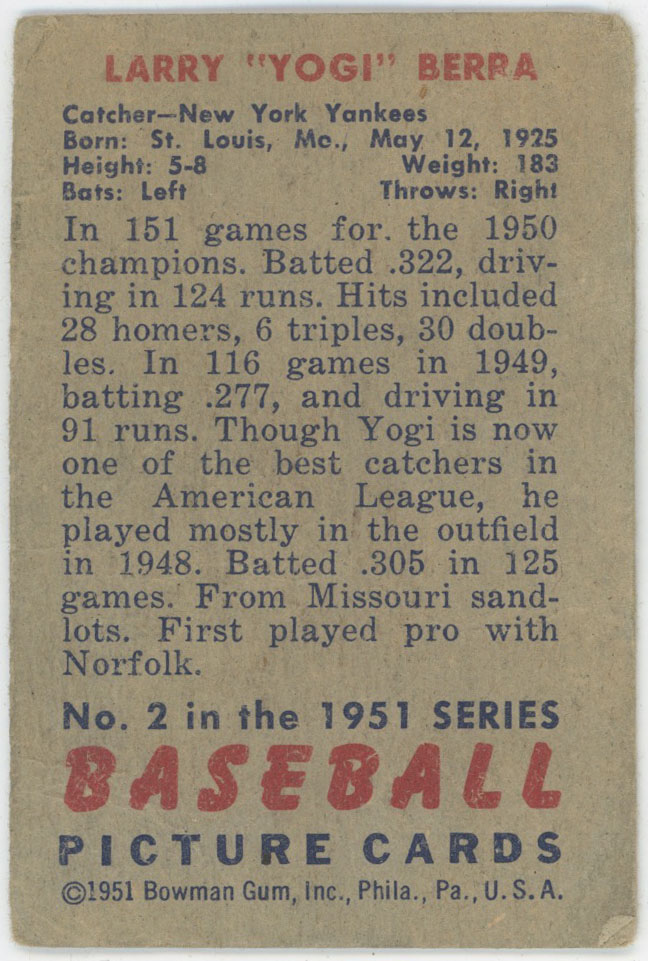 LARRY "YOGI" BERRA
Catcher—New York Yankees
Born: St. Louis, Mo., May 12, 1925
Height: 5-8 Weight: 183
Bats: Left Throws: Right
In 151 games for the 1950
champions. Batted .322, driv-
ing in 124 runs. Hits included
28 homers, 6 triples, 30 doub-
les. In 116 games in 1949,
batting .277, and driving in
91 runs. Though Yogi is now
one of the best catchers in
the American League, he
played mostly in the outfield
in 1948. Batted .305 in 125
games. From Missouri sand-
lots. First played pro with
Norfolk.
No. 2 in the 1951 SERIES
BASEBALL
PICTURE CARDS
©1951 Bowman Gum, Inc., Phila., Pa., U.S.A.